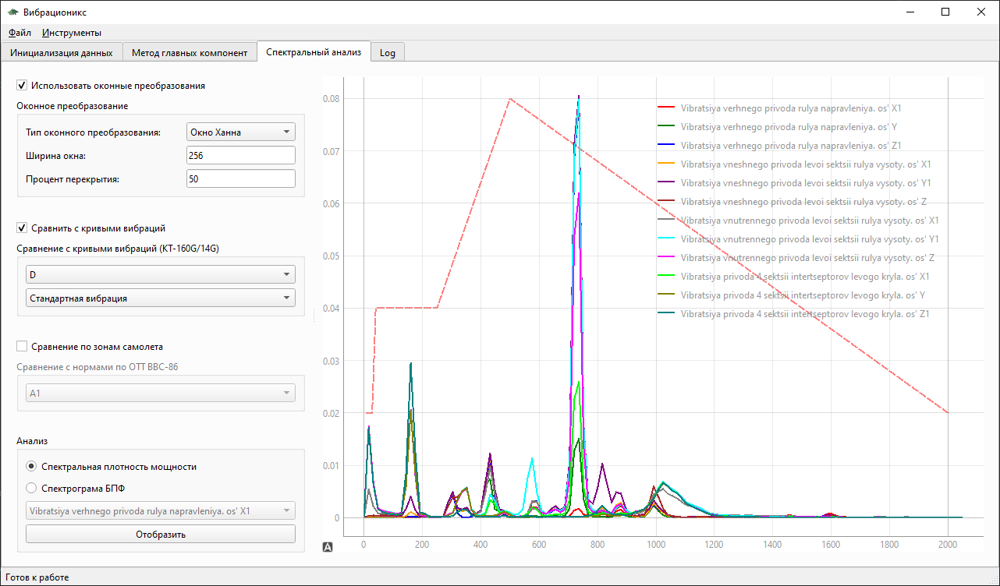 Вибрационикс
Файл Инструменты
Инициализация данных Метод главных компонент Спектральный анализ Log
Использовать оконные преобразования
Оконное преобразование
Тип оконного преобразования: Окно Ханна
Ширина окна: 256
Процент перекрытия: 50
Сравнить с кривыми вибраций
Сравнение с кривыми вибраций (КТ-160G/14G)
D
Стандартная вибрация
Сравнение по зонам самолета
Сравнение с нормами по ОТТ ВВС-86
А1
Анализ
Спектральная плотность мощности
Спектрограма БПФ
Vibratsiya verhnego privoda rulya napravleniya. os' X1
Отобразить
0.08
0.07
0.06
0.05
0.04
0.03
0.02
0.01
0
Vibratsiya verhnego privoda rulya napravleniya. os' X1
Vibratsiya verhnego privoda rulya napravleniya. os' Y
Vibratsiya verhnego privoda rulya napravleniya. os' Z1
Vibratsiya vneshnego privoda levoi sektsii rulya vysoty. os' X1
Vibratsiya vneshnego privoda levoi sektsii rulya vysoty. os' Y1
Vibratsiya vneshnego privoda levoi sektsii rulya vysoty. os' Z
Vibratsiya vnutrennego privoda levoi sektsii rulya vysoty. os' X1
Vibratsiya vnutrennego privoda levoi sektsii rulya vysoty. os' Y1
Vibratsiya vnutrennego privoda levoi sektsii rulya vysoty. os' Z
Vibratsiya privoda 4 sektsii intertseptorov levogo kryla. os' X1
Vibratsiya privoda 4 sektsii intertseptorov levogo kryla. os' Y
Vibratsiya privoda 4 sektsii intertseptorov levogo kryla. os' Z1
A
0 200 400 600 800 1000 1200 1400 1600 1800 2000
Готов к работе